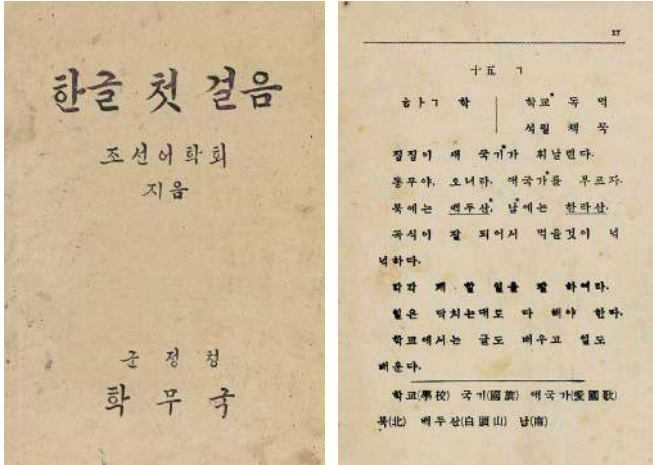 한글 첫 걸음
조선어학회
지음
군정청
학무국
17
十五 ㄱ
ㅎㅏㄱ 학
학교 독 먹
석필 책 목
집집이 새 국기가 휘날린다.
동무야, 오너라. 애국가를 부르자.
북에는 백두산, 남에는 한라산.
곡식이 잘 되어서 먹을것이 넉
넉하다.
각각 제 할 일을 잘 하여라.
일은 닥치는대로 다 해야 한다.
학교에서는 글도 배우고 일도
배운다.
학교(學校) 국기(國旗) 애국가(愛國歌)
북(北) 백두산(白頭山) 남(南)